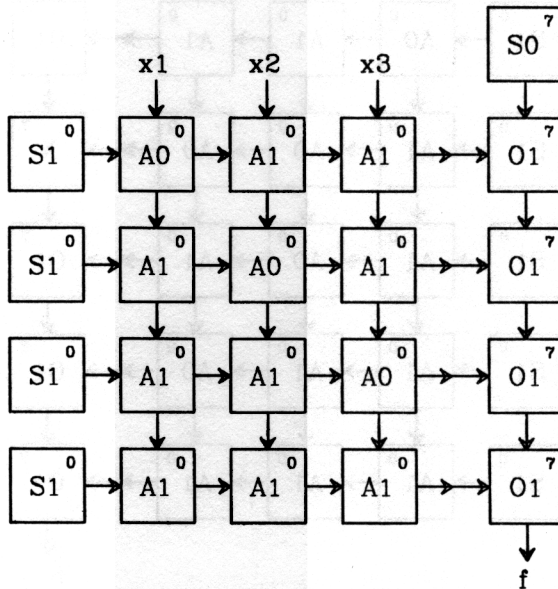 7
S0
x1 x2 x3
0 0 0 0 7
S1 A0 A1 A1 O1
0 0 0 0 7
S1 A1 A0 A1 O1
0 0 0 0 7
S1 A1 A1 A0 O1
0 0 0 0 7
S1 A1 A1 A1 O1
f